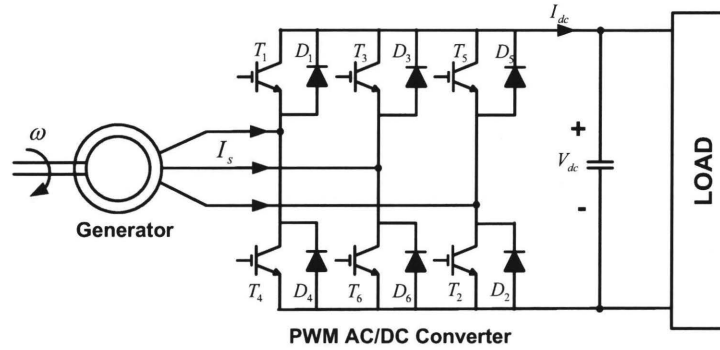 I_dc
T_1 D_1 T_3 D_3 T_5 D_5
ω
I_s
+
V_dc
-
LOAD
Generator
T_4 D_4 T_6 D_6 T_2 D_2
PWM AC/DC Converter